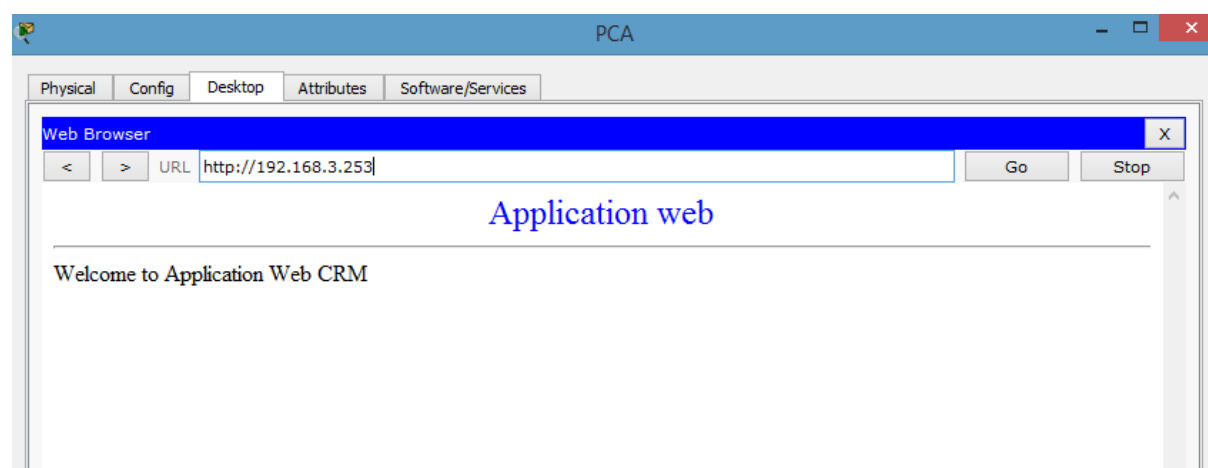 PCA
Physical Config Desktop Attributes Software/Services
Web Browser X
< > URL http://192.168.3.253 Go Stop
Application web
Welcome to Application Web CRM